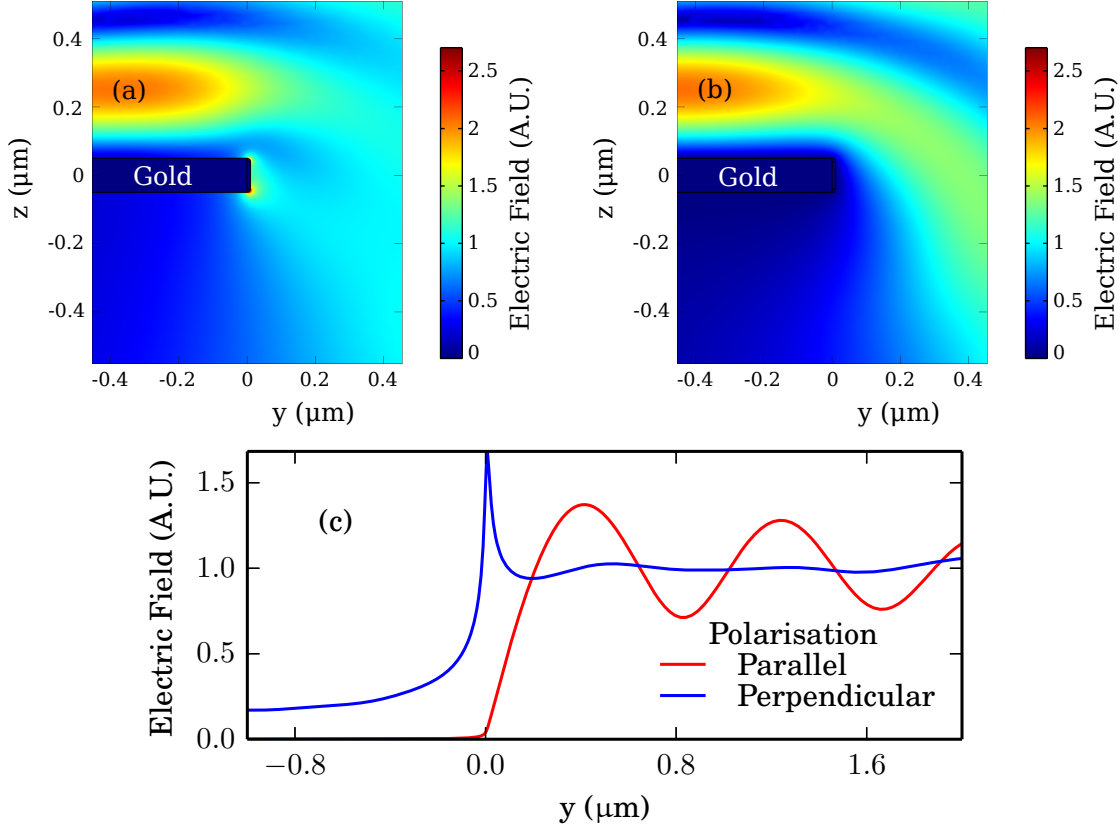 (a)
Gold
0.4
0.2
0
-0.2
-0.4
z (μm)
-0.4
-0.2
0
0.2
0.4
y (μm)
2.5
2
1.5
1
0.5
0
Electric Field (A.U.)
(b)
Gold
0.4
0.2
0
-0.2
-0.4
z (μm)
-0.4
-0.2
0
0.2
0.4
y (μm)
2.5
2
1.5
1
0.5
0
Electric Field (A.U.)
(c)
1.5
1.0
0.5
0.0
Electric Field (A.U.)
Polarisation
Parallel
Perpendicular
−0.8
0.0
0.8
1.6
y (μm)